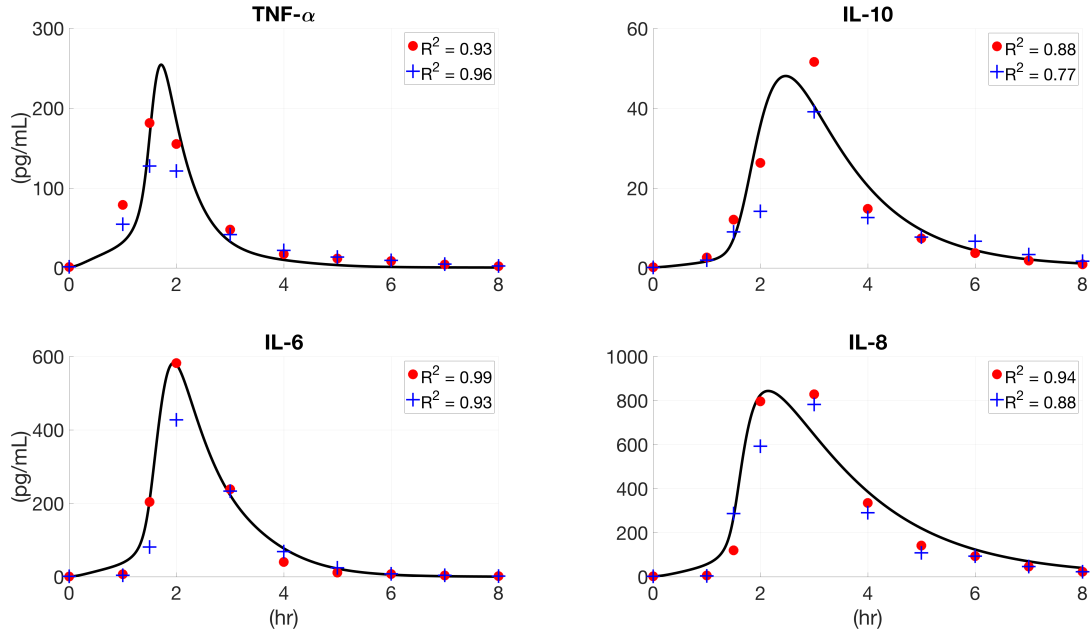 TNF-α
300
200
100
0
(pg/mL)
0 2 4 6 8
R² = 0.93
R² = 0.96
IL-10
60
40
20
0
0 2 4 6 8
R² = 0.88
R² = 0.77
IL-6
600
400
200
0
(pg/mL)
0 2 4 6 8
(hr)
R² = 0.99
R² = 0.93
IL-8
1000
800
600
400
200
0
0 2 4 6 8
(hr)
R² = 0.94
R² = 0.88